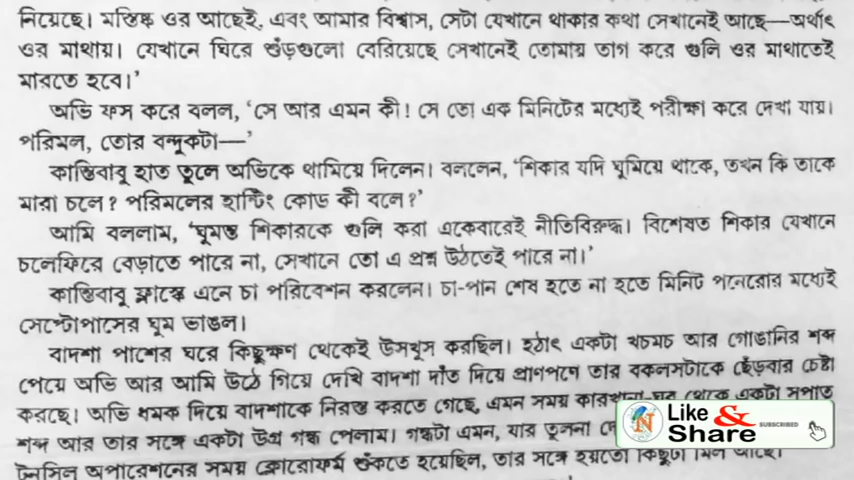 নিয়েছে। মস্তিষ্ক ওর আছেই, এবং আমার বিশ্বাস, সেটা যেখানে থাকার কথা সেখানেই আছে—অর্থাৎ
ওর মাথায়। যেখানে ঘিরে শুঁড়গুলো বেরিয়েছে সেখানেই তোমায় তাগ করে গুলি ওর মাথাতেই
মারতে হবে।’
অভি ফস করে বলল, ‘সে আর এমন কী! সে তো এক মিনিটের মধ্যেই পরীক্ষা করে দেখা যায়।
পরিমল, তোর বন্দুকটা—’
কান্তিবাবু হাত তুলে অভিকে থামিয়ে দিলেন। বললেন, ‘শিকার যদি ঘুমিয়ে থাকে, তখন কি তাকে
মারা চলে? পরিমলের হান্টিং কোড কী বলে?’
আমি বললাম, ‘ঘুমন্ত শিকারকে গুলি করা একেবারেই নীতিবিরুদ্ধ। বিশেষত শিকার যেখানে
চলেফিরে বেড়াতে পারে না, সেখানে তো এ প্রশ্ন উঠতেই পারে না।’
কান্তিবাবু ফ্লাস্কে এনে চা পরিবেশন করলেন। চা-পান শেষ হতে না হতে মিনিট পনেরোর মধ্যেই
সেপ্টোপাসের ঘুম ভাঙল।
বাদশা পাশের ঘরে কিছুক্ষণ থেকেই উসখুস করছিল। হঠাৎ একটা খচমচ আর গোঙানির শব্দ
পেয়ে অভি আর আমি উঠে গিয়ে দেখি বাদশা দাঁত দিয়ে প্রাণপণে তার বকলসটাকে ছেঁড়বার চেষ্টা
করছে। অভি ধমক দিয়ে বাদশাকে নিরস্ত করতে গেছে, এমন সময় থেকে একটা সপাত
শব্দ আর তার সঙ্গে একটা উগ্র গন্ধ পেলাম। গন্ধটা এমন, যার তুলনা
টনসিল অপারেশনের সময় ক্লোরোফর্ম শুঁকতে হয়েছিল, তার সঙ্গে হয়তো কিছুটা মিল আছে।
Like &
Share
SUBSCRIBED